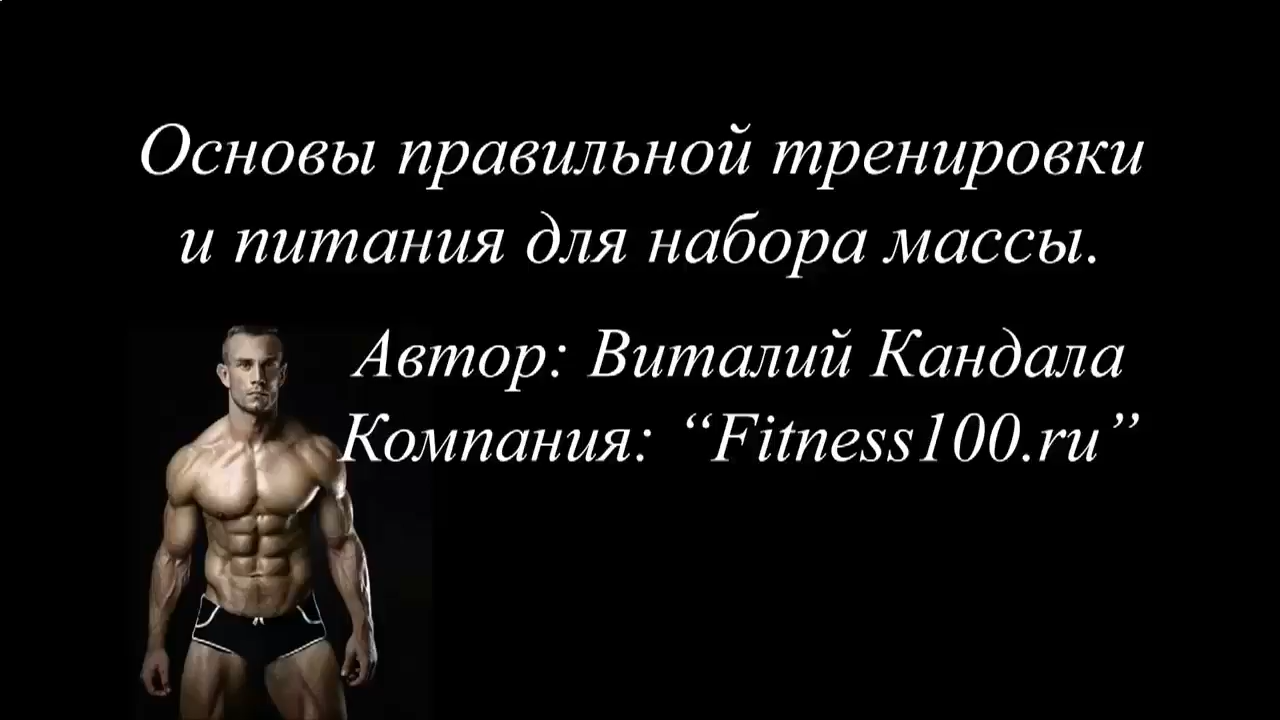 Основы правильной тренировки
и питания для набора массы.
Автор: Виталий Кандала
Компания: “Fitness100.ru”